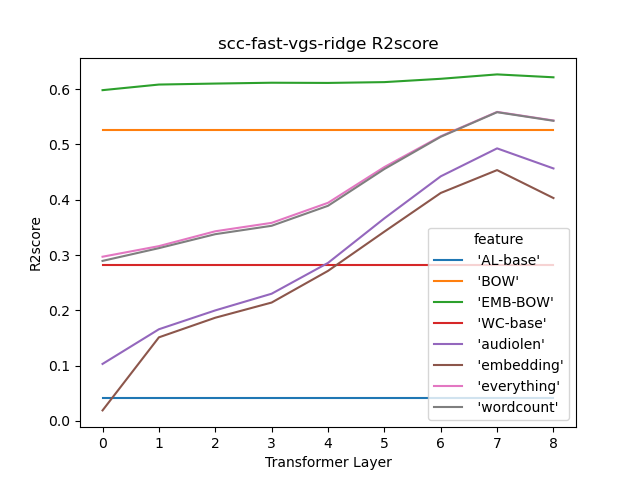 scc-fast-vgs-ridge R2score
R2score
0.6
0.5
0.4
0.3
0.2
0.1
0.0
feature
'AL-base'
'BOW'
'EMB-BOW'
'WC-base'
'audiolen'
'embedding'
'everything'
'wordcount'
0 1 2 3 4 5 6 7 8
Transformer Layer